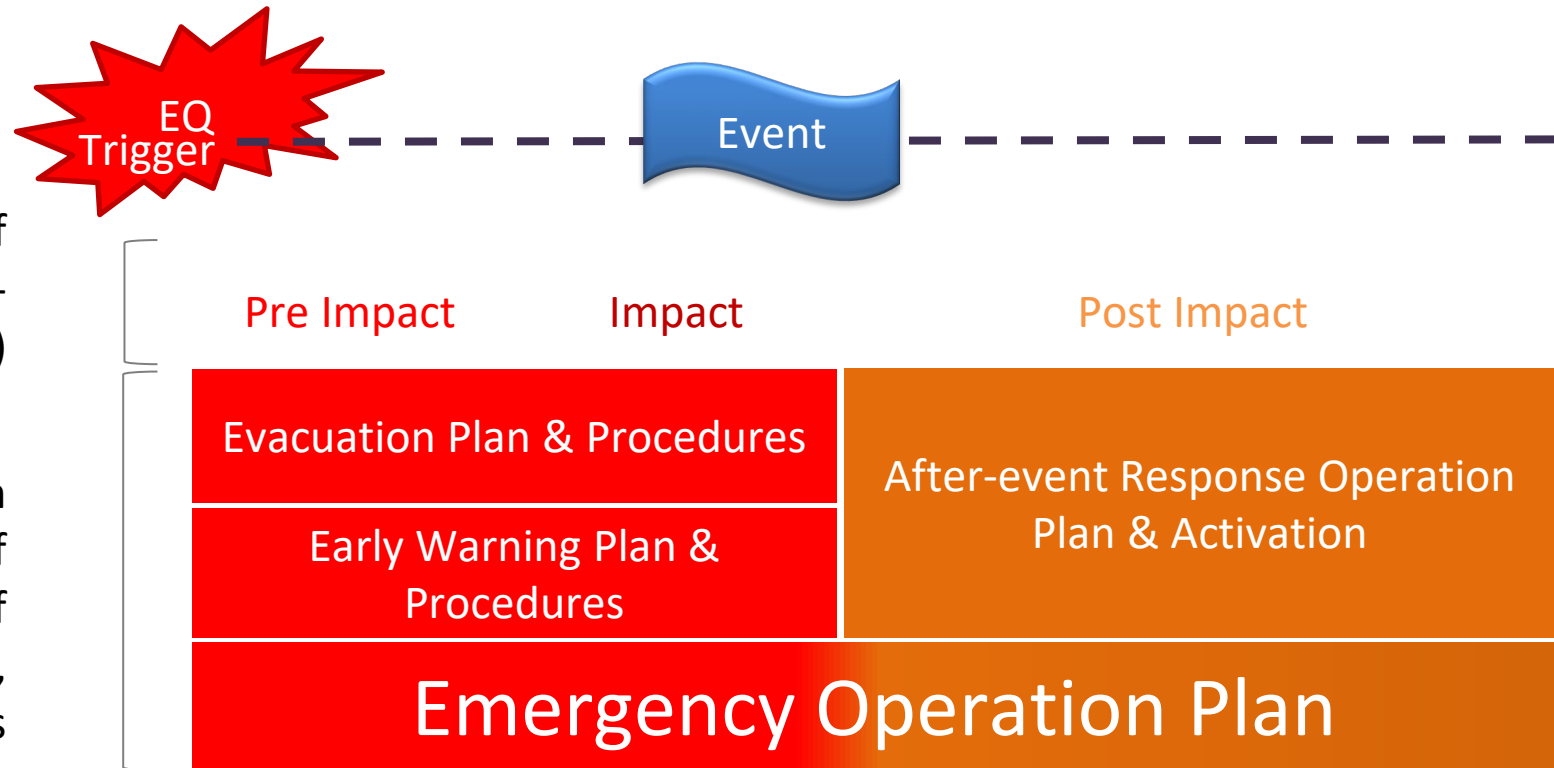 EQ
Trigger
Event
f
-
)
Pre Impact
Impact
Post Impact
Evacuation Plan & Procedures
After-event Response Operation
Plan & Activation
Early Warning Plan &
Procedures
f
f
,
s
Emergency Operation Plan